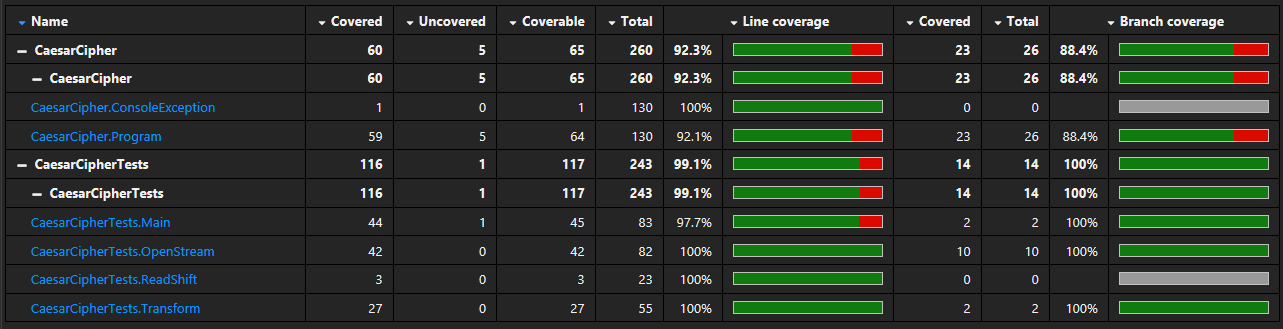 Name Covered Uncovered Coverable Total Line coverage Covered Total Branch coverage
CaesarCipher 60 5 65 260 92.3% 23 26 88.4%
CaesarCipher 60 5 65 260 92.3% 23 26 88.4%
CaesarCipher.ConsoleException 1 0 1 130 100% 0 0
CaesarCipher.Program 59 5 64 130 92.1% 23 26 88.4%
CaesarCipherTests 116 1 117 243 99.1% 14 14 100%
CaesarCipherTests 116 1 117 243 99.1% 14 14 100%
CaesarCipherTests.Main 44 1 45 83 97.7% 2 2 100%
CaesarCipherTests.OpenStream 42 0 42 82 100% 10 10 100%
CaesarCipherTests.ReadShift 3 0 3 23 100% 0 0
CaesarCipherTests.Transform 27 0 27 55 100% 2 2 100%